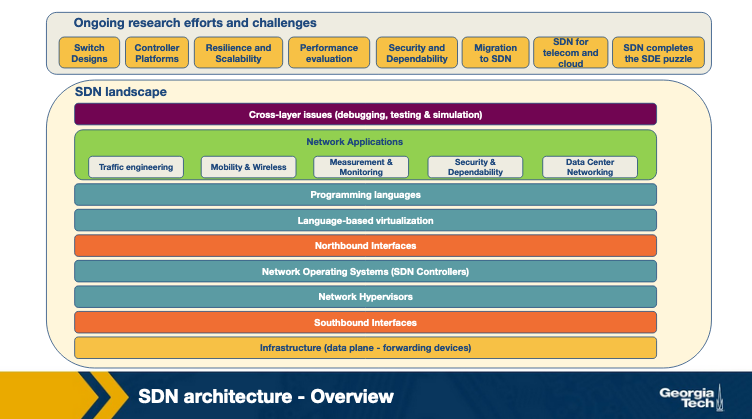 Ongoing research efforts and challenges
Switch
Designs
Controller
Platforms
Resilience and
Scalability
Performance
evaluation
Security and
Dependability
Migration
to SDN
SDN for
telecom and
cloud
SDN completes
the SDE puzzle
SDN landscape
Cross-layer issues (debugging, testing & simulation)
Network Applications
Traffic engineering
Mobility & Wireless
Measurement &
Monitoring
Security &
Dependability
Data Center
Networking
Programming languages
Language-based virtualization
Northbound Interfaces
Network Operating Systems (SDN Controllers)
Network Hypervisors
Southbound Interfaces
Infrastructure (data plane - forwarding devices)
SDN architecture - Overview
Georgia
Tech